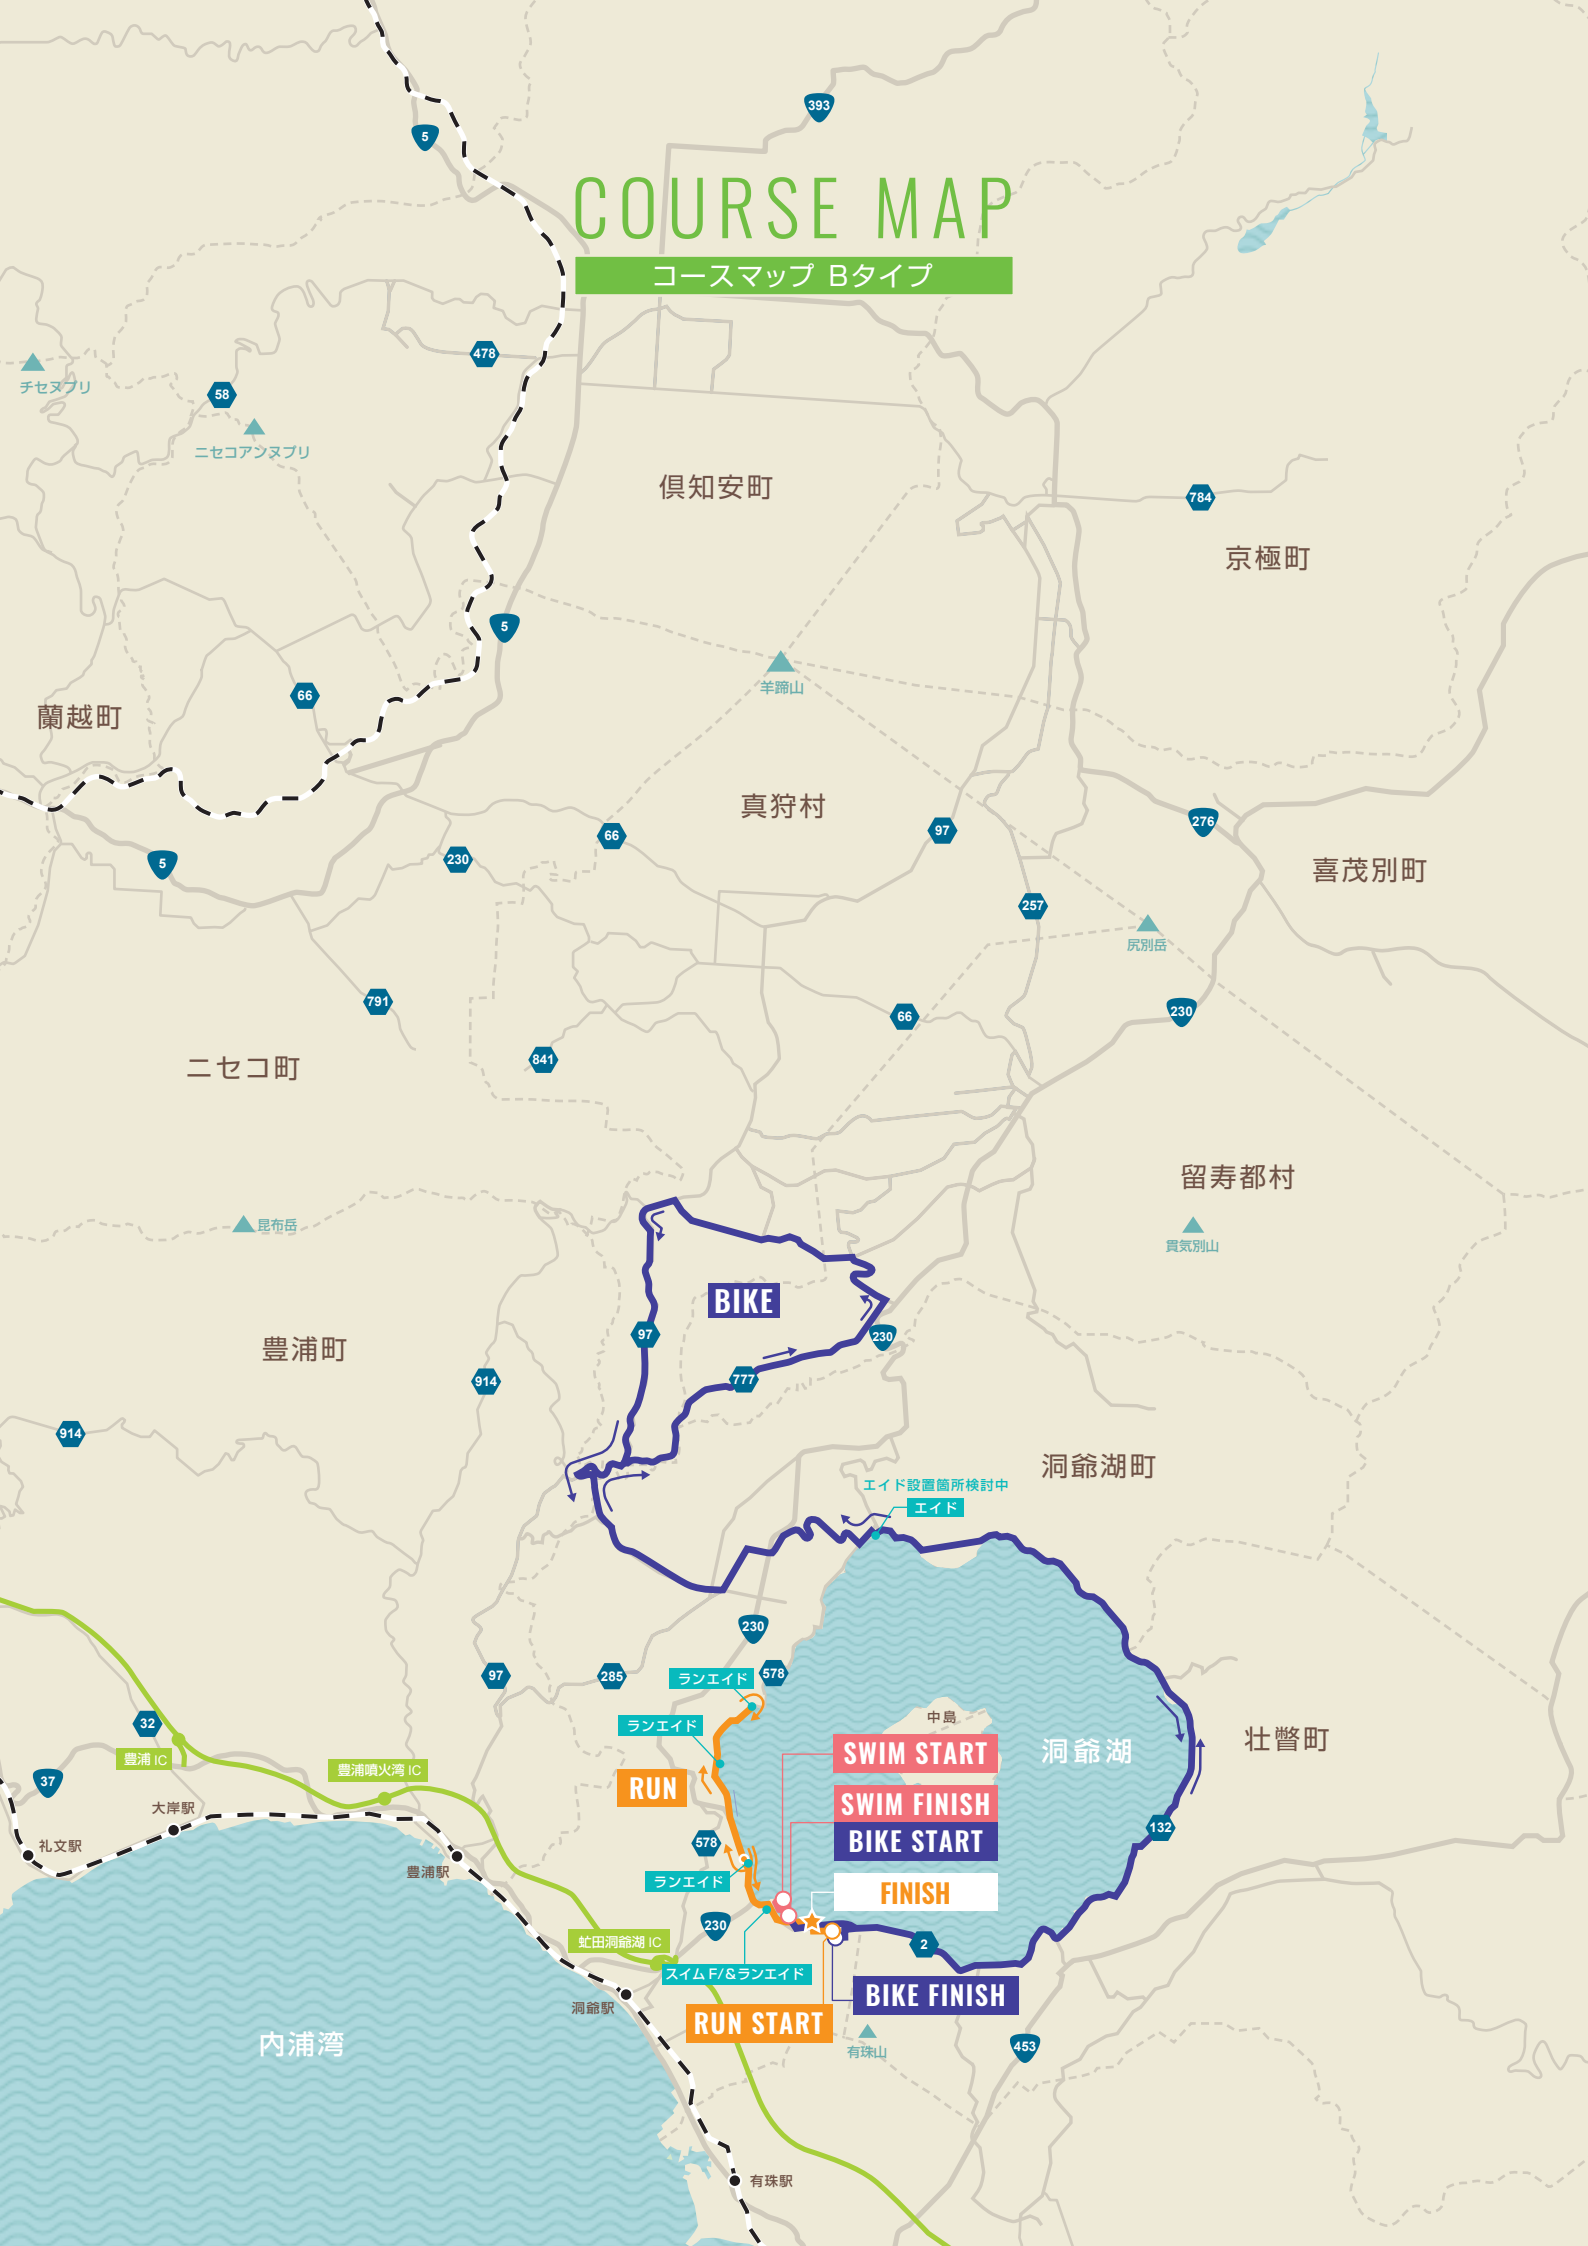 393
5
COURSE MAP
コースマップ Bタイプ
478
チセヌプリ
58
ニセコアンヌプリ
倶知安町
784
京極町
5
羊蹄山
66
蘭越町
真狩村
276
66
97
230
5
喜茂別町
257
尻別岳
791
66
230
841
ニセコ町
留寿都村
昆布岳
貫気別山
BIKE
97
230
豊浦町
777
914
914
洞爺湖町
エイド設置箇所検討中
エイド
230
97
285
ランエイド
578
中島
32
ランエイド
豊浦 IC
SWIM START
洞爺湖
壮瞥町
豊浦噴火湾 IC
37
RUN
SWIM FINISH
大岸駅
132
578
BIKE START
礼文駅
豊浦駅
ランエイド
FINISH
230
虻田洞爺湖 IC
2
スイム F/&ランエイド
BIKE FINISH
洞爺駅
RUN START
内浦湾
有珠山
453
有珠駅